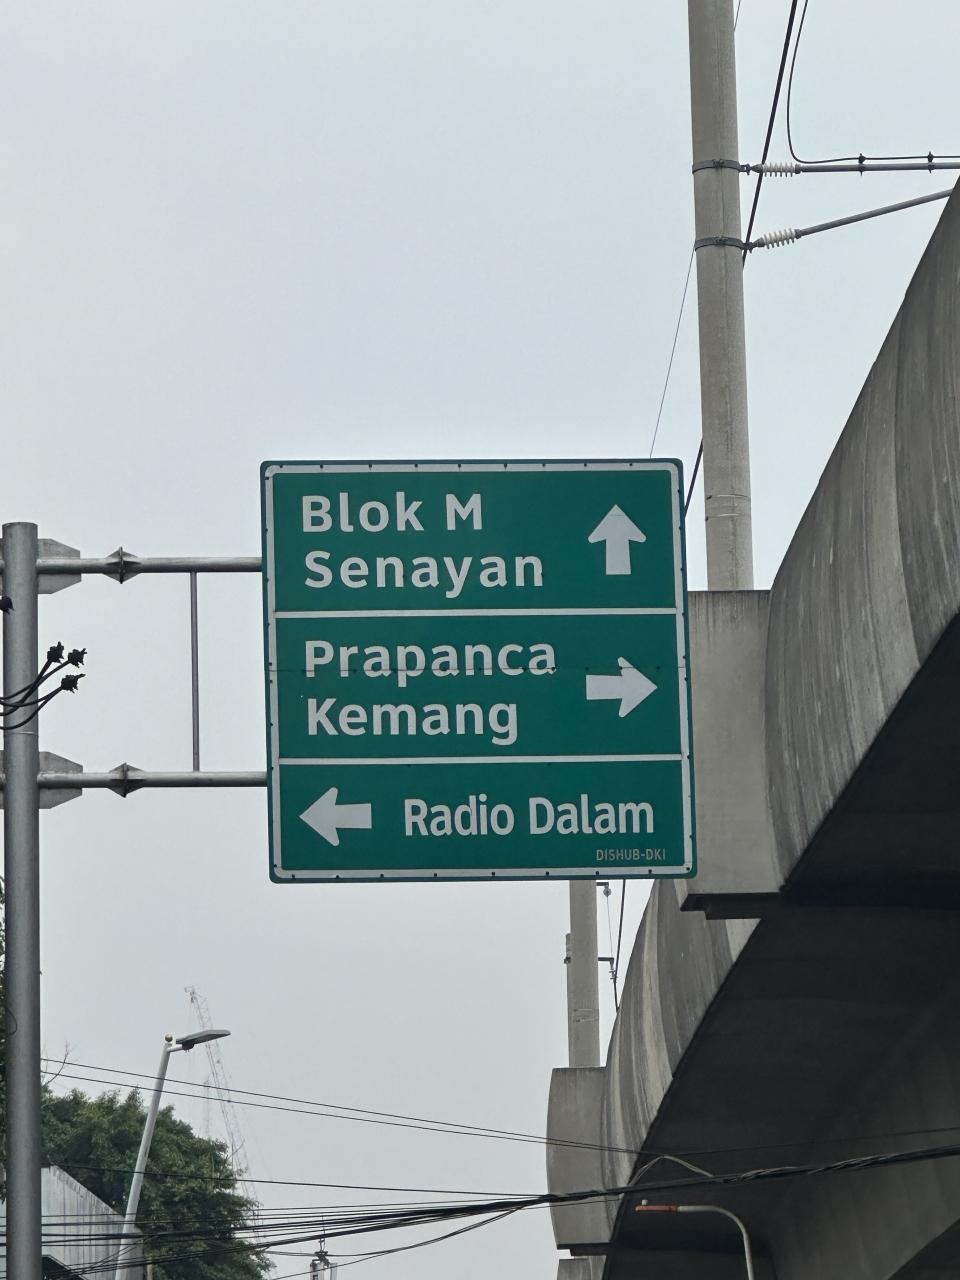 Blok M
Senayan
Prapanca
Kemang
Radio Dalam
DISHUB-DKI